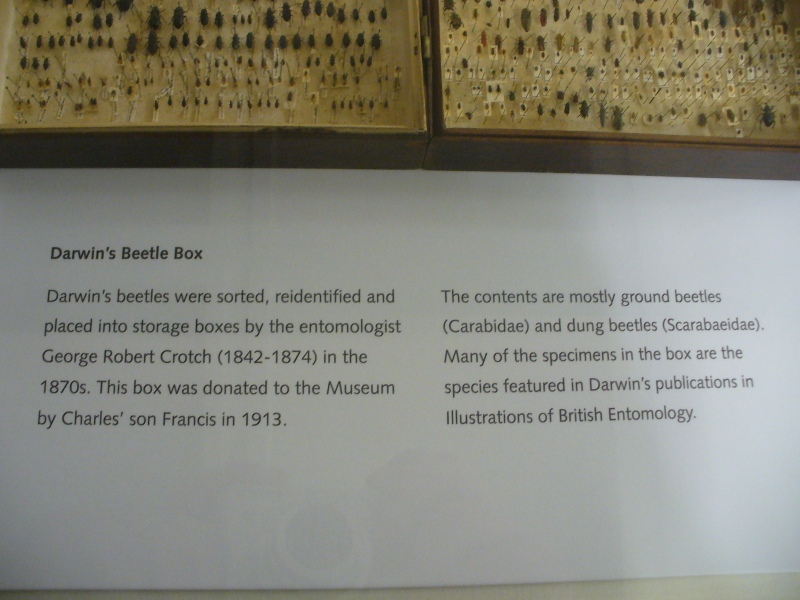 Darwin's Beetle Box
Darwin's beetles were sorted, reidentified and
placed into storage boxes by the entomologist
George Robert Crotch (1842-1874) in the
1870s. This box was donated to the Museum
by Charles' son Francis in 1913.
The contents are mostly ground beetles
(Carabidae) and dung beetles (Scarabaeidae).
Many of the specimens in the box are the
species featured in Darwin's publications in
Illustrations of British Entomology.